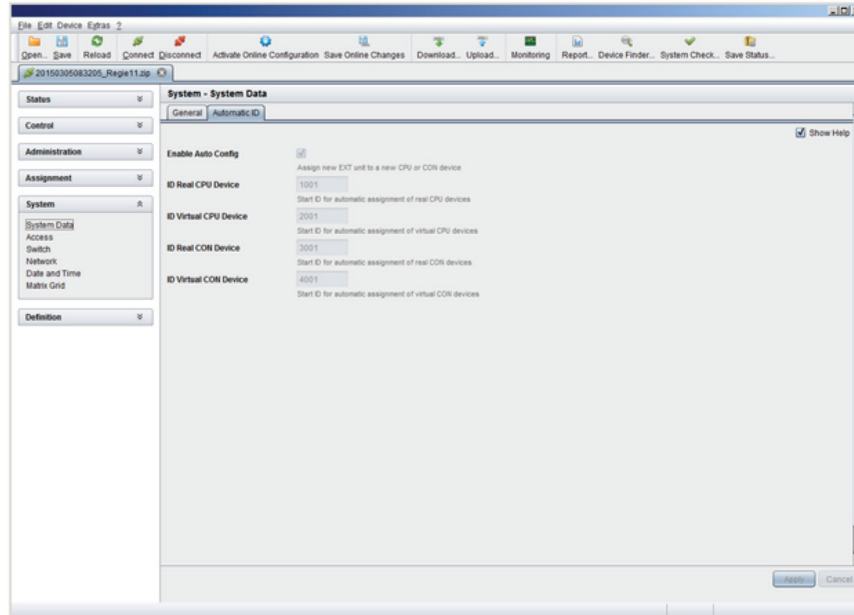 File Edit Device Extras ?
Open... Save Reload Connect Disconnect Activate Online Configuration Save Online Changes Download... Upload... Monitoring Report... Device Finder... System Check... Save Status...
20150305083205_Regie11.zip
Status
Control
Administration
Assignment
System
System Data
Access
Switch
Network
Date and Time
Matrix Grid
Definition
System - System Data
General Automatic ID
Show Help
Enable Auto Config
Assign new EXT unit to a new CPU or CON device
ID Real CPU Device 1001
Start ID for automatic assignment of real CPU devices
ID Virtual CPU Device 2001
Start ID for automatic assignment of virtual CPU devices
ID Real CON Device 3001
Start ID for automatic assignment of real CON devices
ID Virtual CON Device 4001
Start ID for automatic assignment of virtual CON devices
Apply Cancel